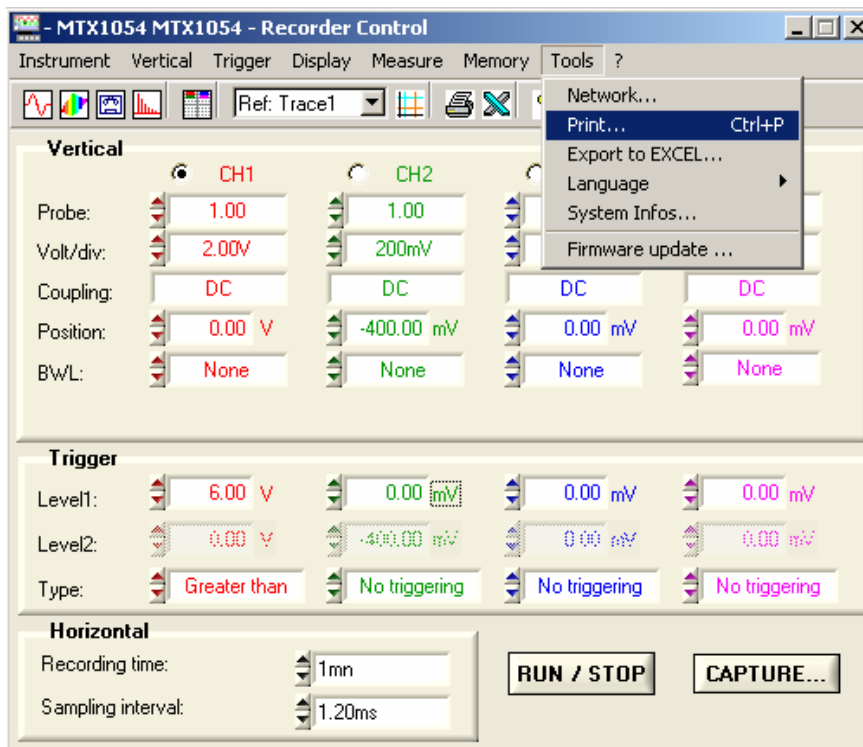 - MTX1054 MTX1054 - Recorder Control
Instrument Vertical Trigger Display Measure Memory Tools ?
Ref: Trace1
Network...
Print... Ctrl+P
Export to EXCEL...
Language
System Infos...
Firmware update ...
Vertical
CH1 CH2
Probe: 1.00 1.00
Volt/div: 2.00V 200mV
Coupling: DC DC DC DC
Position: 0.00 V -400.00 mV 0.00 mV 0.00 mV
BWL: None None None None
Trigger
Level1: 6.00 V 0.00 mV 0.00 mV 0.00 mV
Level2: 0.00 V -400.00 mV 0.00 mV 0.00 mV
Type: Greater than No triggering No triggering No triggering
Horizontal
Recording time: 1mn
Sampling interval: 1.20ms
RUN / STOP CAPTURE...